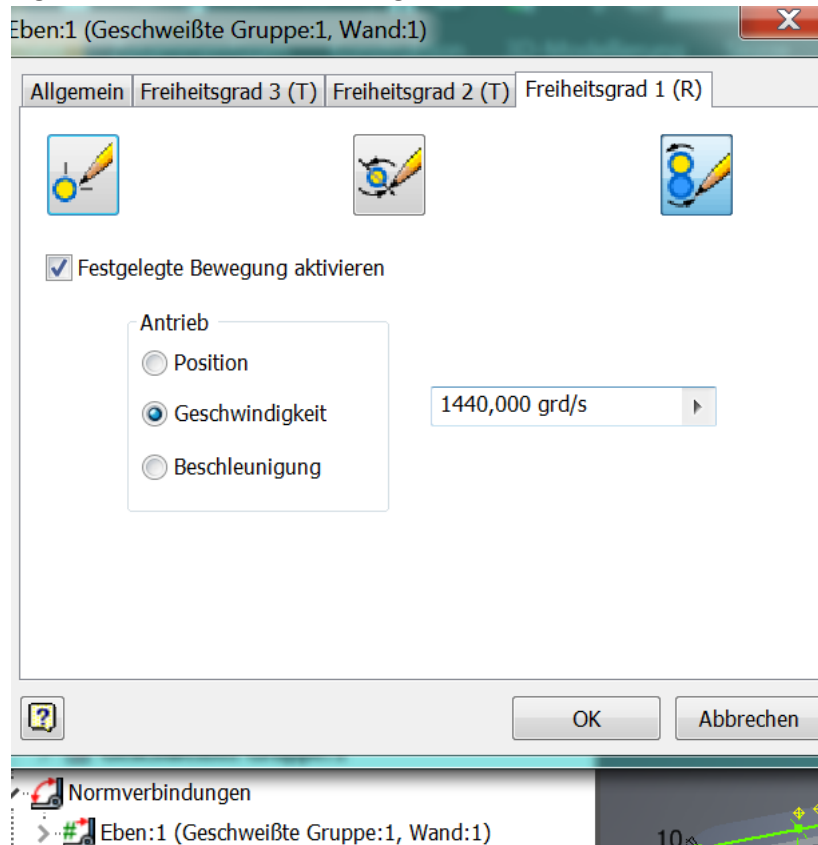 Eben:1 (Geschweißte Gruppe:1, Wand:1)
Allgemein Freiheitsgrad 3 (T) Freiheitsgrad 2 (T) Freiheitsgrad 1 (R)
Festgelegte Bewegung aktivieren
Antrieb
Position
Geschwindigkeit 1440,000 grd/s
Beschleunigung
OK Abbrechen
Normverbindungen
Eben:1 (Geschweißte Gruppe:1, Wand:1)
10